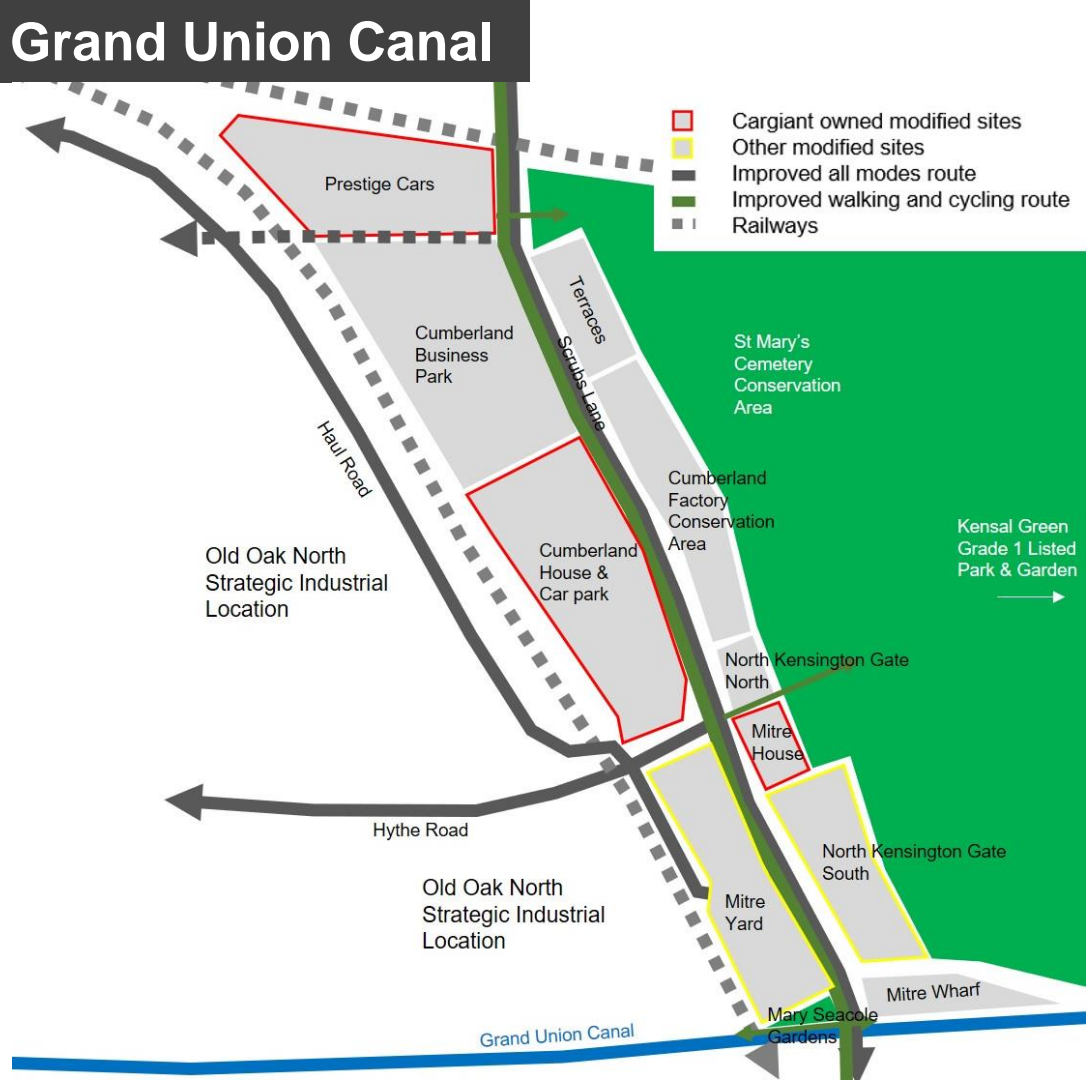 Grand Union Canal
Cargiant owned modified sites
Other modified sites
Improved all modes route
Improved walking and cycling route
Railways
Prestige Cars
Terraces
Cumberland
Business
Park
Scrubs Lane
St Mary's
Cemetery
Conservation
Area
Haul Road
Cumberland
Factory
Conservation
Area
Kensal Green
Grade 1 Listed
Park & Garden
Old Oak North
Strategic Industrial
Location
Cumberland
House &
Car park
North Kensington Gate
North
Mitre
House
Hythe Road
North Kensington Gate
South
Old Oak North
Strategic Industrial
Location
Mitre
Yard
Mitre Wharf
Mary Seacole
Gardens
Grand Union Canal